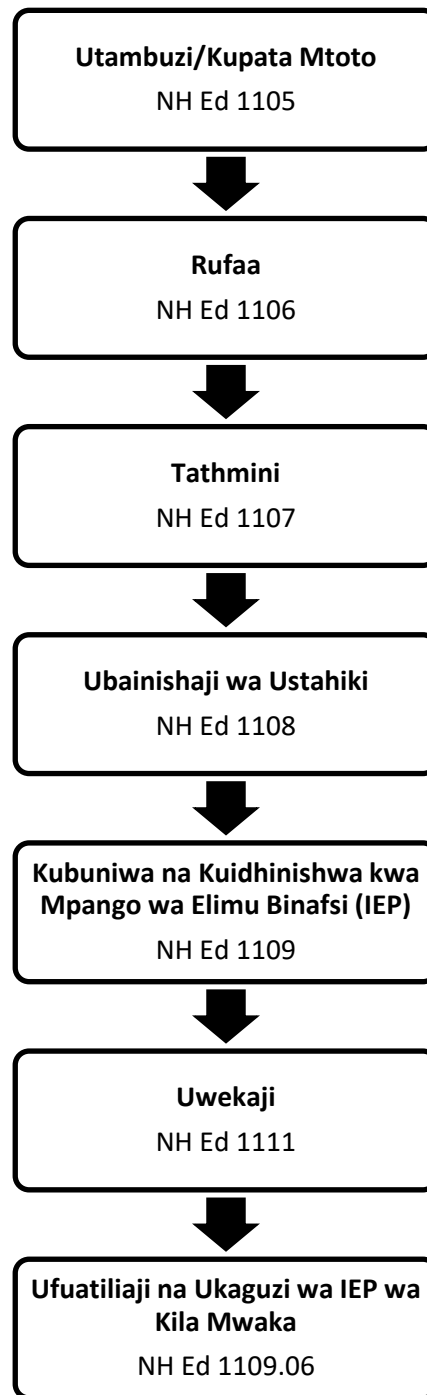 Utambuzi/Kupata Mtoto
NH Ed 1105
Rufaa
NH Ed 1106
Tathmini
NH Ed 1107
Ubainishaji wa Ustahiki
NH Ed 1108
Kubuniwa na Kuidhinishwa kwa
Mpango wa Elimu Binafsi (IEP)
NH Ed 1109
Uwekaji
NH Ed 1111
Ufuatiliaji na Ukaguzi wa IEP wa
Kila Mwaka
NH Ed 1109.06